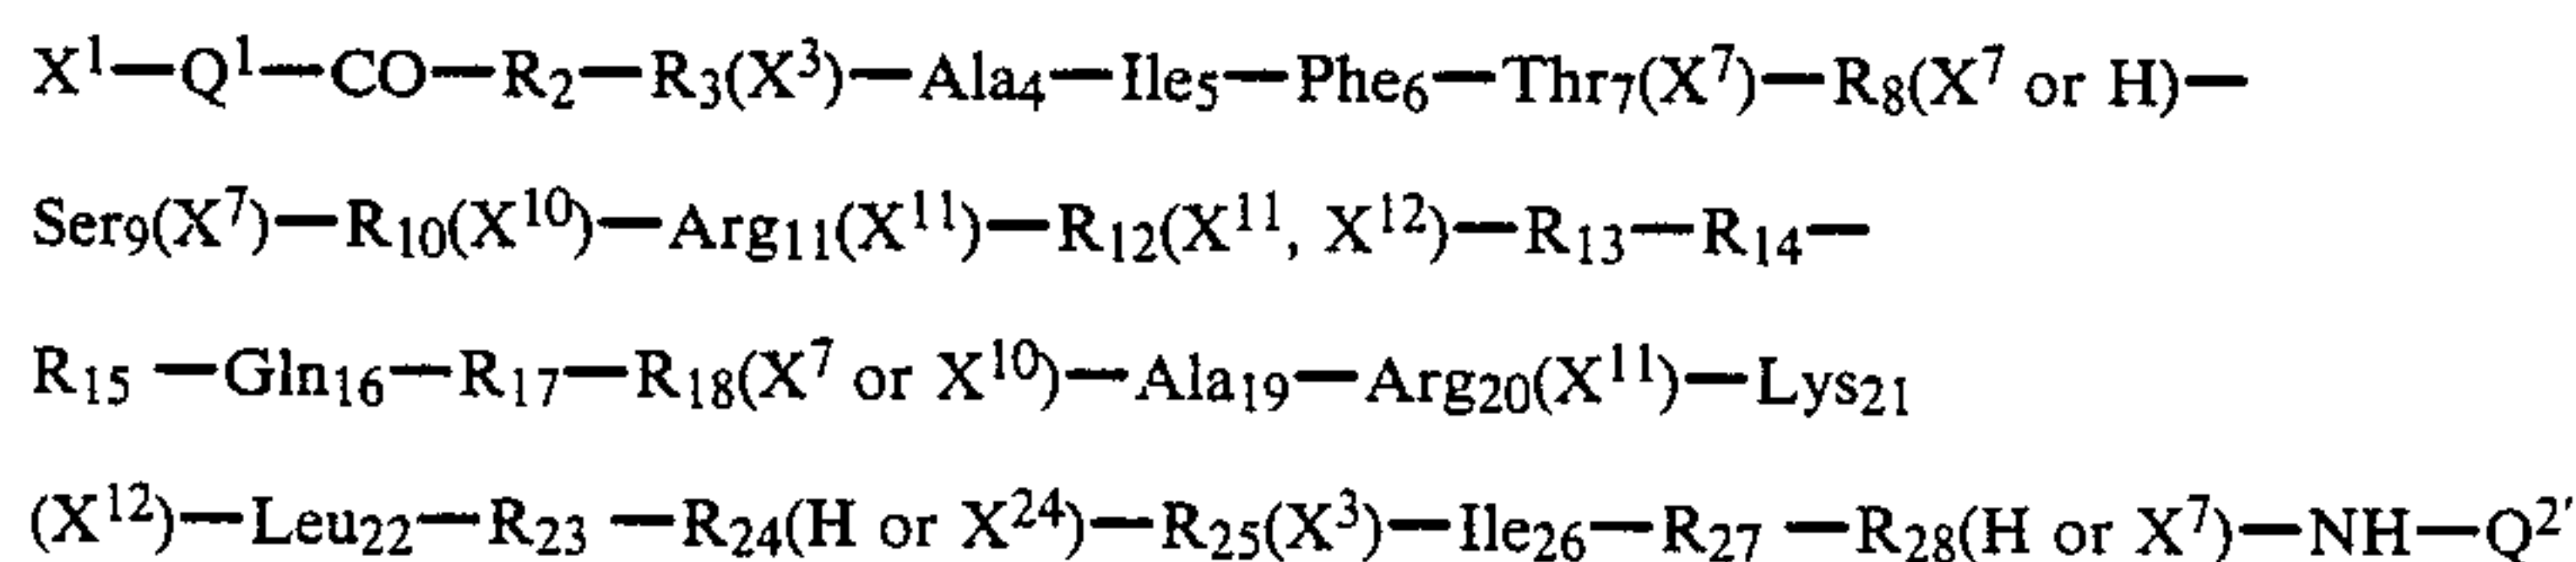 X¹—Q¹—CO—R₂—R₃(X³)—Ala₄—Ile₅—Phe₆—Thr₇(X⁷)—R₈(X⁷ or H)—
Ser₉(X⁷)—R₁₀(X¹⁰)—Arg₁₁(X¹¹)—R₁₂(X¹¹, X¹²)—R₁₃—R₁₄—
R₁₅—Gln₁₆—R₁₇—R₁₈(X⁷ or X¹⁰)—Ala₁₉—Arg₂₀(X¹¹)—Lys₂₁
(X¹²)—Leu₂₂—R₂₃—R₂₄(H or X²⁴)—R₂₅(X³)—Ile₂₆—R₂₇—R₂₈(H or X⁷)—NH—Q²'